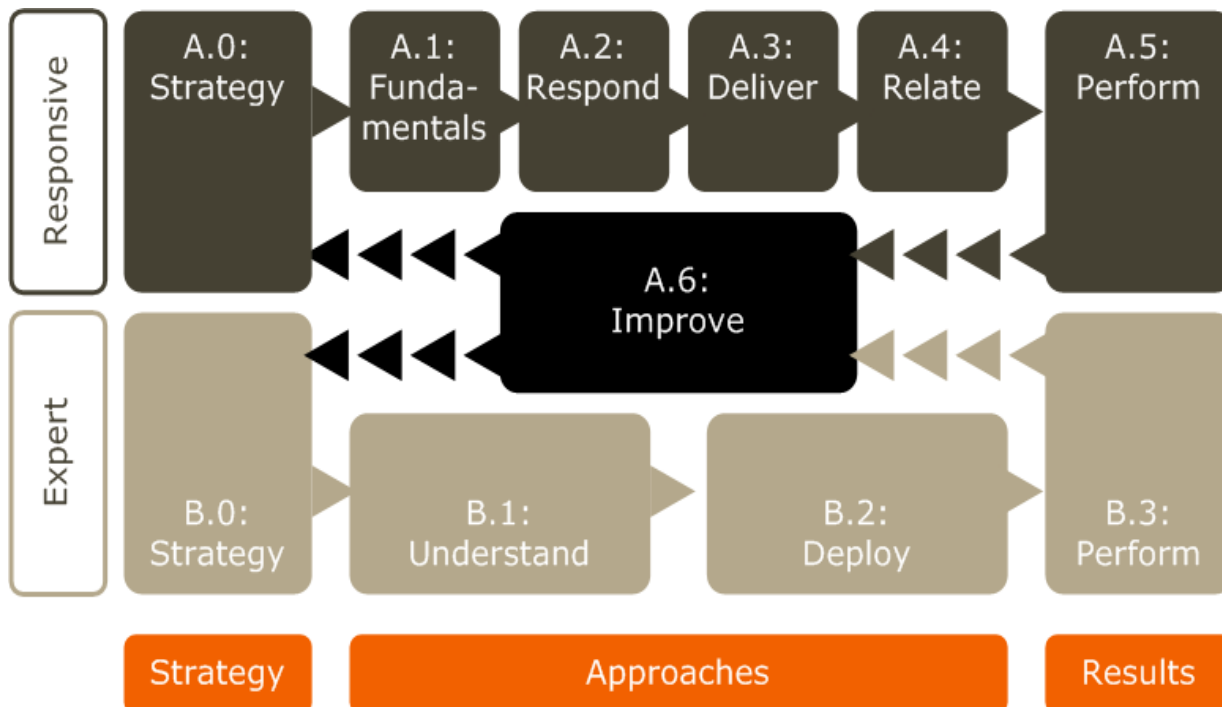 Responsive
A.0:
Strategy
A.1:
Funda-
mentals
A.2:
Respond
A.3:
Deliver
A.4:
Relate
A.5:
Perform
A.6:
Improve
Expert
B.0:
Strategy
B.1:
Understand
B.2:
Deploy
B.3:
Perform
Strategy
Approaches
Results